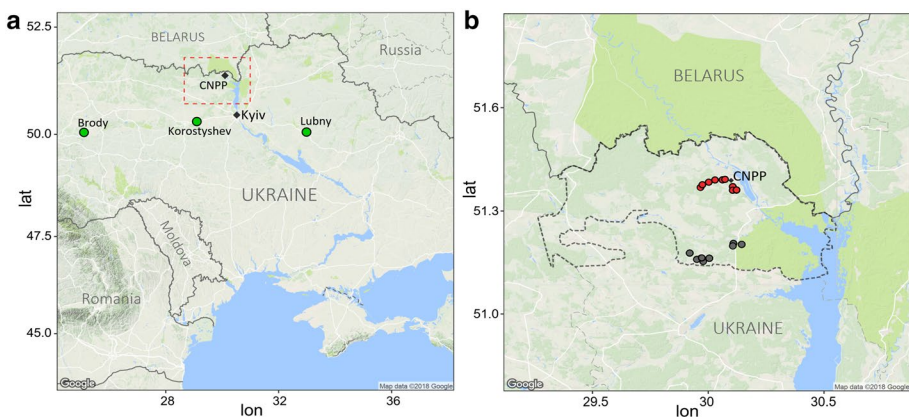 a
52.5
50.0
47.5
45.0
lat
28
32
36
lon
BELARUS
Russia
CNPP
Kyiv
Brody
Korostyshev
Lubny
UKRAINE
Moldova
Romania
Google
Map data ©2018 Google
b
51.6
51.3
51.0
lat
29.5
30.0
30.5
lon
BELARUS
CNPP
UKRAINE
Google
Map data ©2018 Google